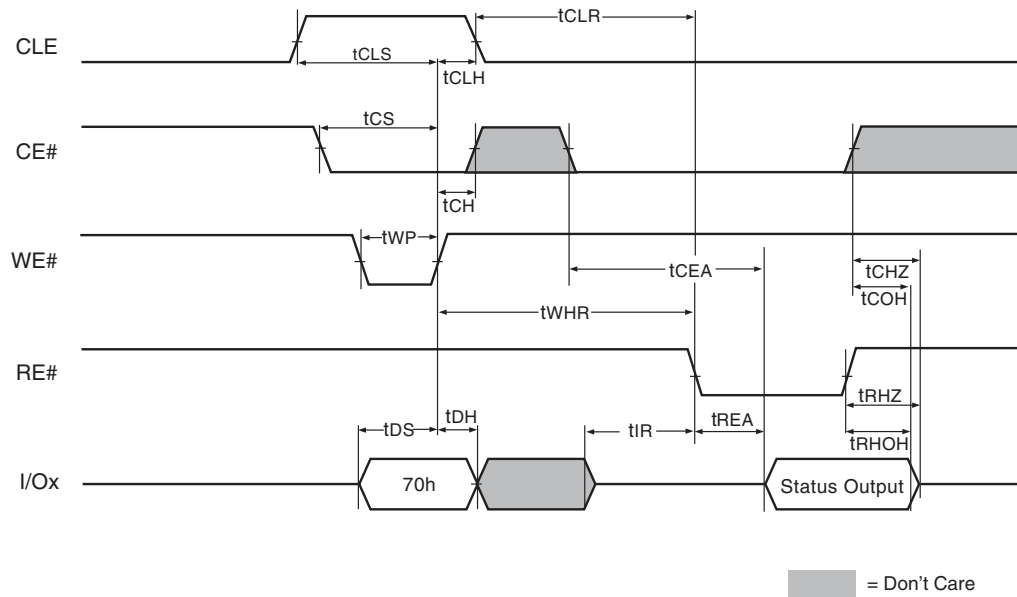 tCLR
CLE
tCLS
tCLH
tCS
CE#
tCH
tWP
WE#
tCEA
tCHZ
tCOH
tWHR
RE#
tRHZ
tDS
tDH
tIR
tREA
tRHOH
I/Ox
70h
Status Output
= Don't Care